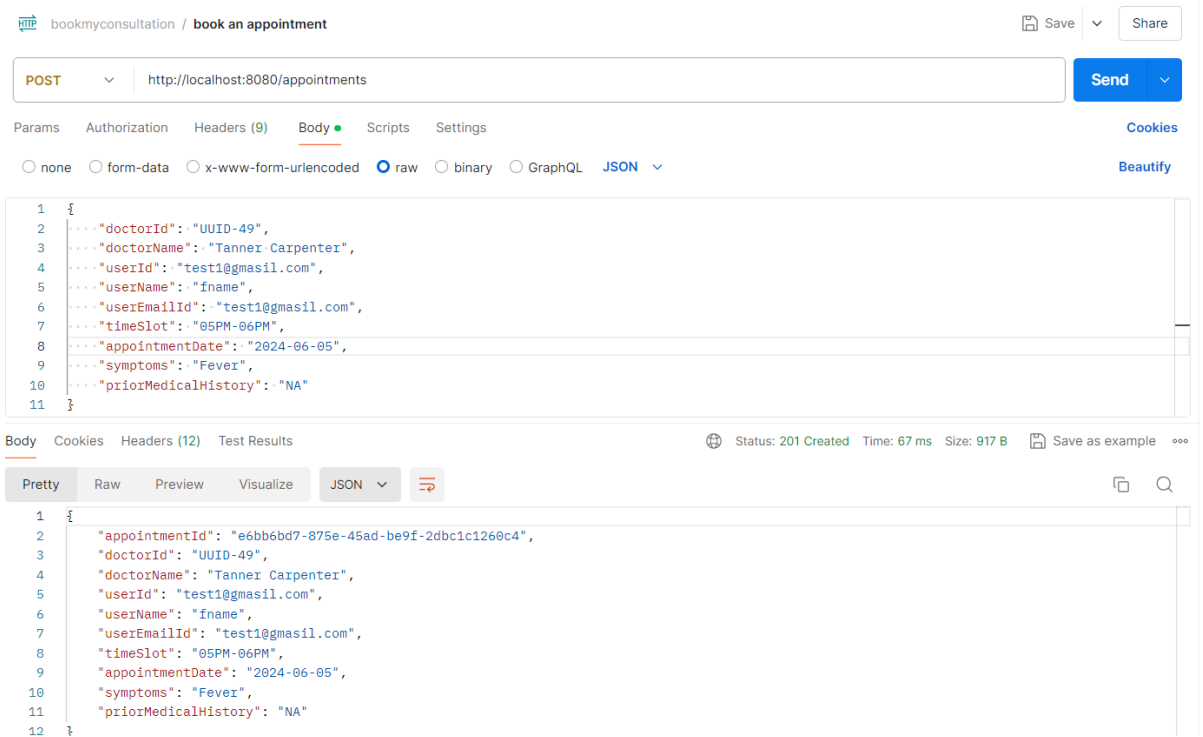 HTTP bookmyconsultation / book an appointment Save Share
POST http://localhost:8080/appointments Send
Params Authorization Headers (9) Body Scripts Settings Cookies
none form-data x-www-form-urlencoded raw binary GraphQL JSON Beautify
1 {
2 "doctorId": "UUID-49",
3 "doctorName": "Tanner Carpenter",
4 "userId": "test1@gmasil.com",
5 "userName": "fname",
6 "userEmailId": "test1@gmasil.com",
7 "timeSlot": "05PM-06PM",
8 "appointmentDate": "2024-06-05",
9 "symptoms": "Fever",
10 "priorMedicalHistory": "NA"
11 }
Body Cookies Headers (12) Test Results Status: 201 Created Time: 67 ms Size: 917 B Save as example
Pretty Raw Preview Visualize JSON
1 {
2 "appointmentId": "e6bb6bd7-875e-45ad-be9f-2dbc1c1260c4",
3 "doctorId": "UUID-49",
4 "doctorName": "Tanner Carpenter",
5 "userId": "test1@gmasil.com",
6 "userName": "fname",
7 "userEmailId": "test1@gmasil.com",
8 "timeSlot": "05PM-06PM",
9 "appointmentDate": "2024-06-05",
10 "symptoms": "Fever",
11 "priorMedicalHistory": "NA"
12 }